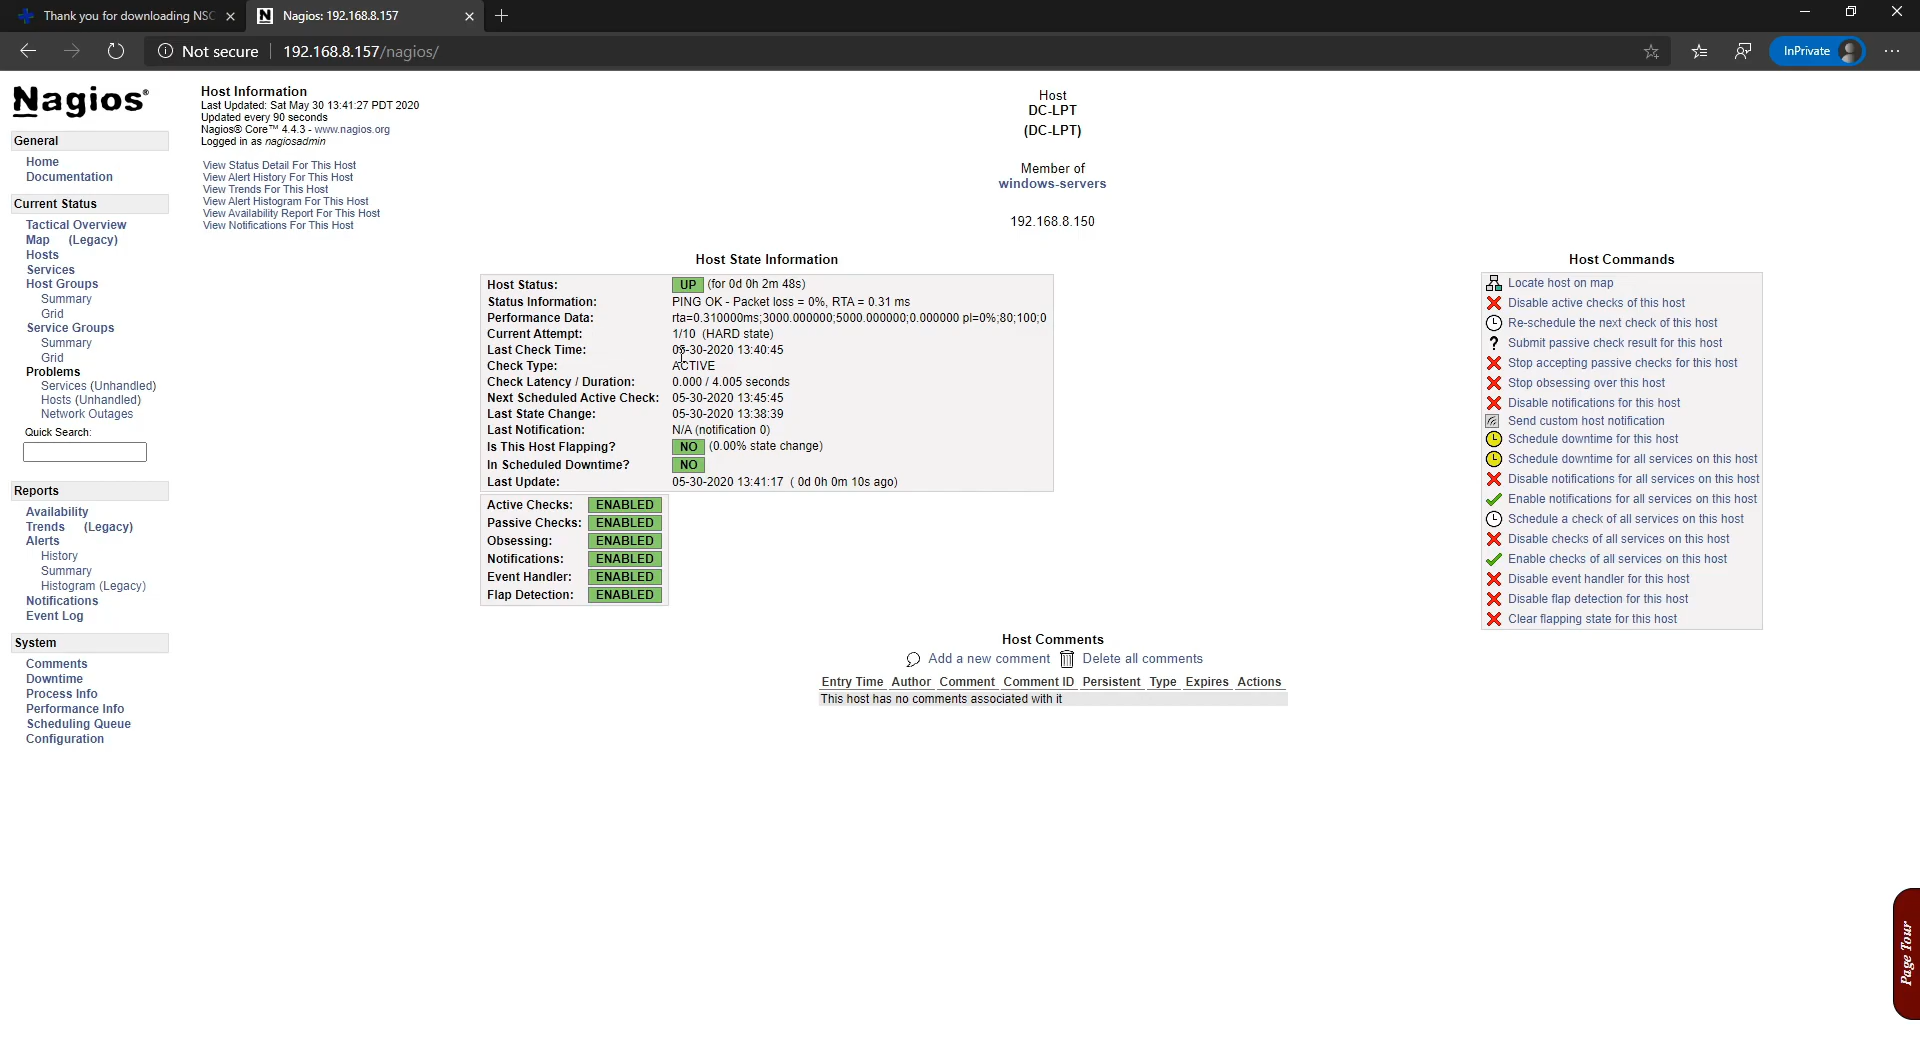 Thank you for downloading NSC
Nagios: 192.168.8.157
Not secure
192.168.8.157/nagios/
InPrivate
Nagios®
General
Home
Documentation
Current Status
Tactical Overview
Map (Legacy)
Hosts
Services
Host Groups
Summary
Grid
Service Groups
Summary
Grid
Problems
Services (Unhandled)
Hosts (Unhandled)
Network Outages
Quick Search:
Reports
Availability
Trends (Legacy)
Alerts
History
Summary
Histogram (Legacy)
Notifications
Event Log
System
Comments
Downtime
Process Info
Performance Info
Scheduling Queue
Configuration
Host Information
Last Updated: Sat May 30 13:41:27 PDT 2020
Updated every 90 seconds
Nagios® Core™ 4.4.3 - www.nagios.org
Logged in as nagiosadmin
View Status Detail For This Host
View Alert History For This Host
View Trends For This Host
View Alert Histogram For This Host
View Availability Report For This Host
View Notifications For This Host
Host
DC-LPT
(DC-LPT)
Member of
windows-servers
192.168.8.150
Host State Information
Host Status: UP (for 0d 0h 2m 48s)
Status Information: PING OK - Packet loss = 0%, RTA = 0.31 ms
Performance Data: rta=0.310000ms;3000.000000;5000.000000;0.000000 pl=0%;80;100;0
Current Attempt: 1/10 (HARD state)
Last Check Time: 05-30-2020 13:40:45
Check Type: ACTIVE
Check Latency / Duration: 0.000 / 4.005 seconds
Next Scheduled Active Check: 05-30-2020 13:45:45
Last State Change: 05-30-2020 13:38:39
Last Notification: N/A (notification 0)
Is This Host Flapping? NO (0.00% state change)
In Scheduled Downtime? NO
Last Update: 05-30-2020 13:41:17 ( 0d 0h 0m 10s ago)
Active Checks: ENABLED
Passive Checks: ENABLED
Obsessing: ENABLED
Notifications: ENABLED
Event Handler: ENABLED
Flap Detection: ENABLED
Host Commands
Locate host on map
Disable active checks of this host
Re-schedule the next check of this host
Submit passive check result for this host
Stop accepting passive checks for this host
Stop obsessing over this host
Disable notifications for this host
Send custom host notification
Schedule downtime for this host
Schedule downtime for all services on this host
Disable notifications for all services on this host
Enable notifications for all services on this host
Schedule a check of all services on this host
Disable checks of all services on this host
Enable checks of all services on this host
Disable event handler for this host
Disable flap detection for this host
Clear flapping state for this host
Host Comments
Add a new comment Delete all comments
Entry Time Author Comment Comment ID Persistent Type Expires Actions
This host has no comments associated with it
Page Tour